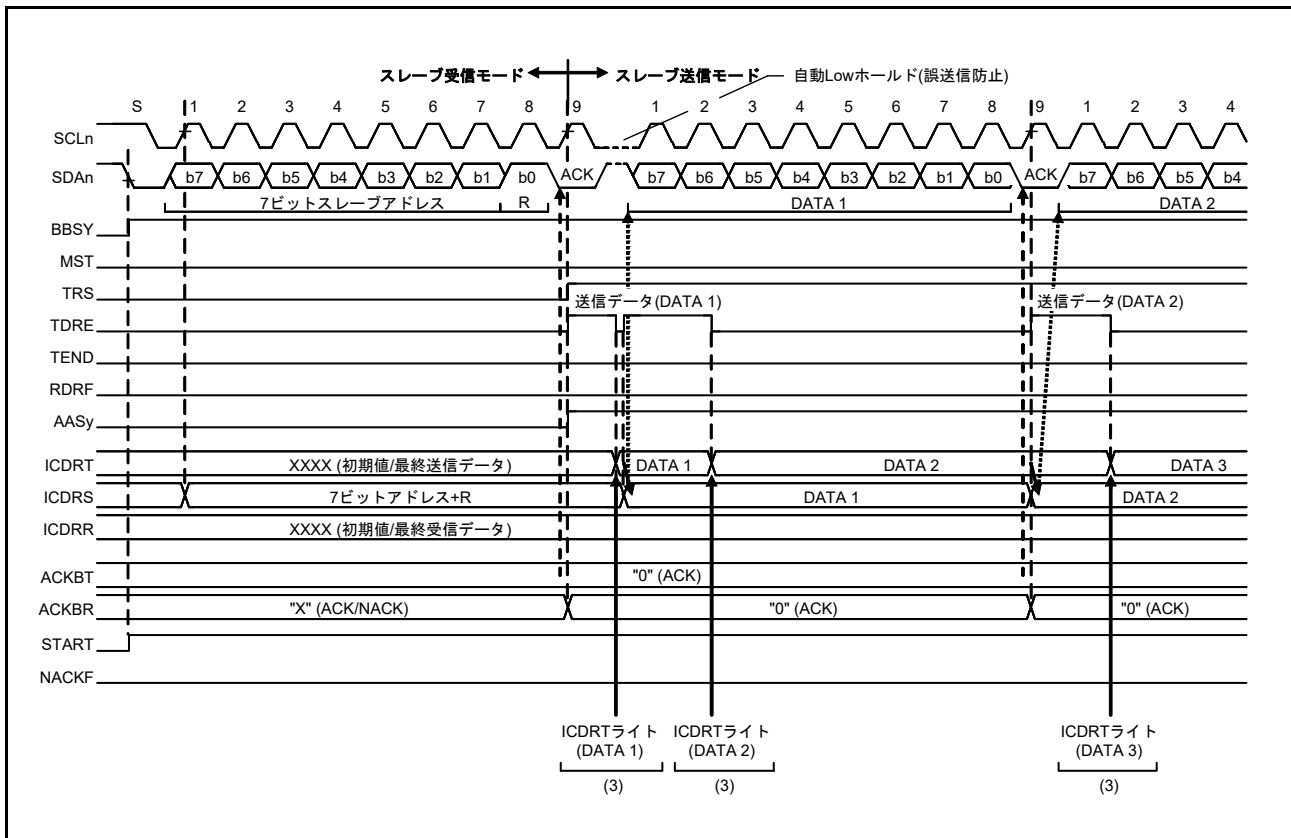 スレーブ受信モード スレーブ送信モード 自動Lowホールド(誤送信防止)
S 1 2 3 4 5 6 7 8 9 1 2 3 4 5 6 7 8 9 1 2 3 4
SCLn
SDAn b7 b6 b5 b4 b3 b2 b1 b0 ACK b7 b6 b5 b4 b3 b2 b1 b0 ACK b7 b6 b5 b4
7ビットスレーブアドレス R DATA 1 DATA 2
BBSY
MST
TRS
送信データ(DATA 1) 送信データ(DATA 2)
TDRE
TEND
RDRF
AASy
ICDRT XXXX (初期値/最終送信データ) DATA 1 DATA 2 DATA 3
ICDRS 7ビットアドレス+R DATA 1 DATA 2
ICDRR XXXX (初期値/最終受信データ)
ACKBT "0" (ACK)
ACKBR "X" (ACK/NACK) "0" (ACK) "0" (ACK)
START
NACKF
ICDRTライト ICDRTライト ICDRTライト
(DATA 1) (DATA 2) (DATA 3)
(3) (3) (3)